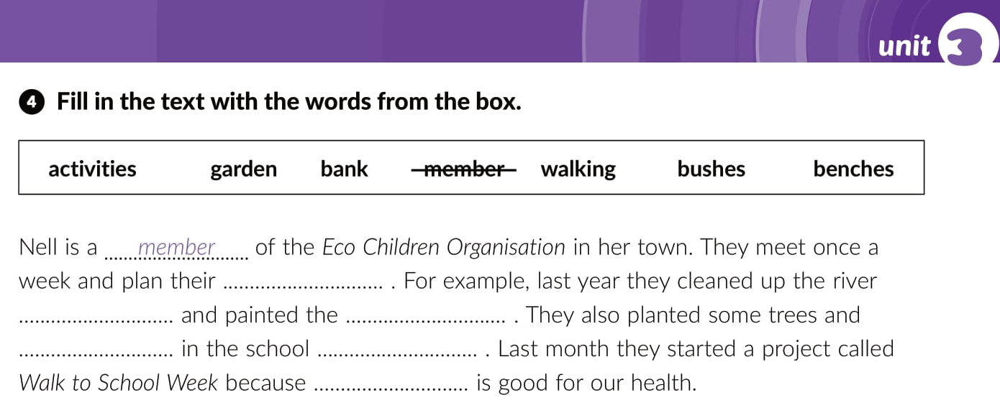 unit 3
4 Fill in the text with the words from the box.
activities garden bank member walking bushes benches
Nell is a member of the Eco Children Organisation in her town. They meet once a
week and plan their .............................. . For example, last year they cleaned up the river
.............................. and painted the .............................. . They also planted some trees and
.............................. in the school .............................. . Last month they started a project called
Walk to School Week because .............................. is good for our health.